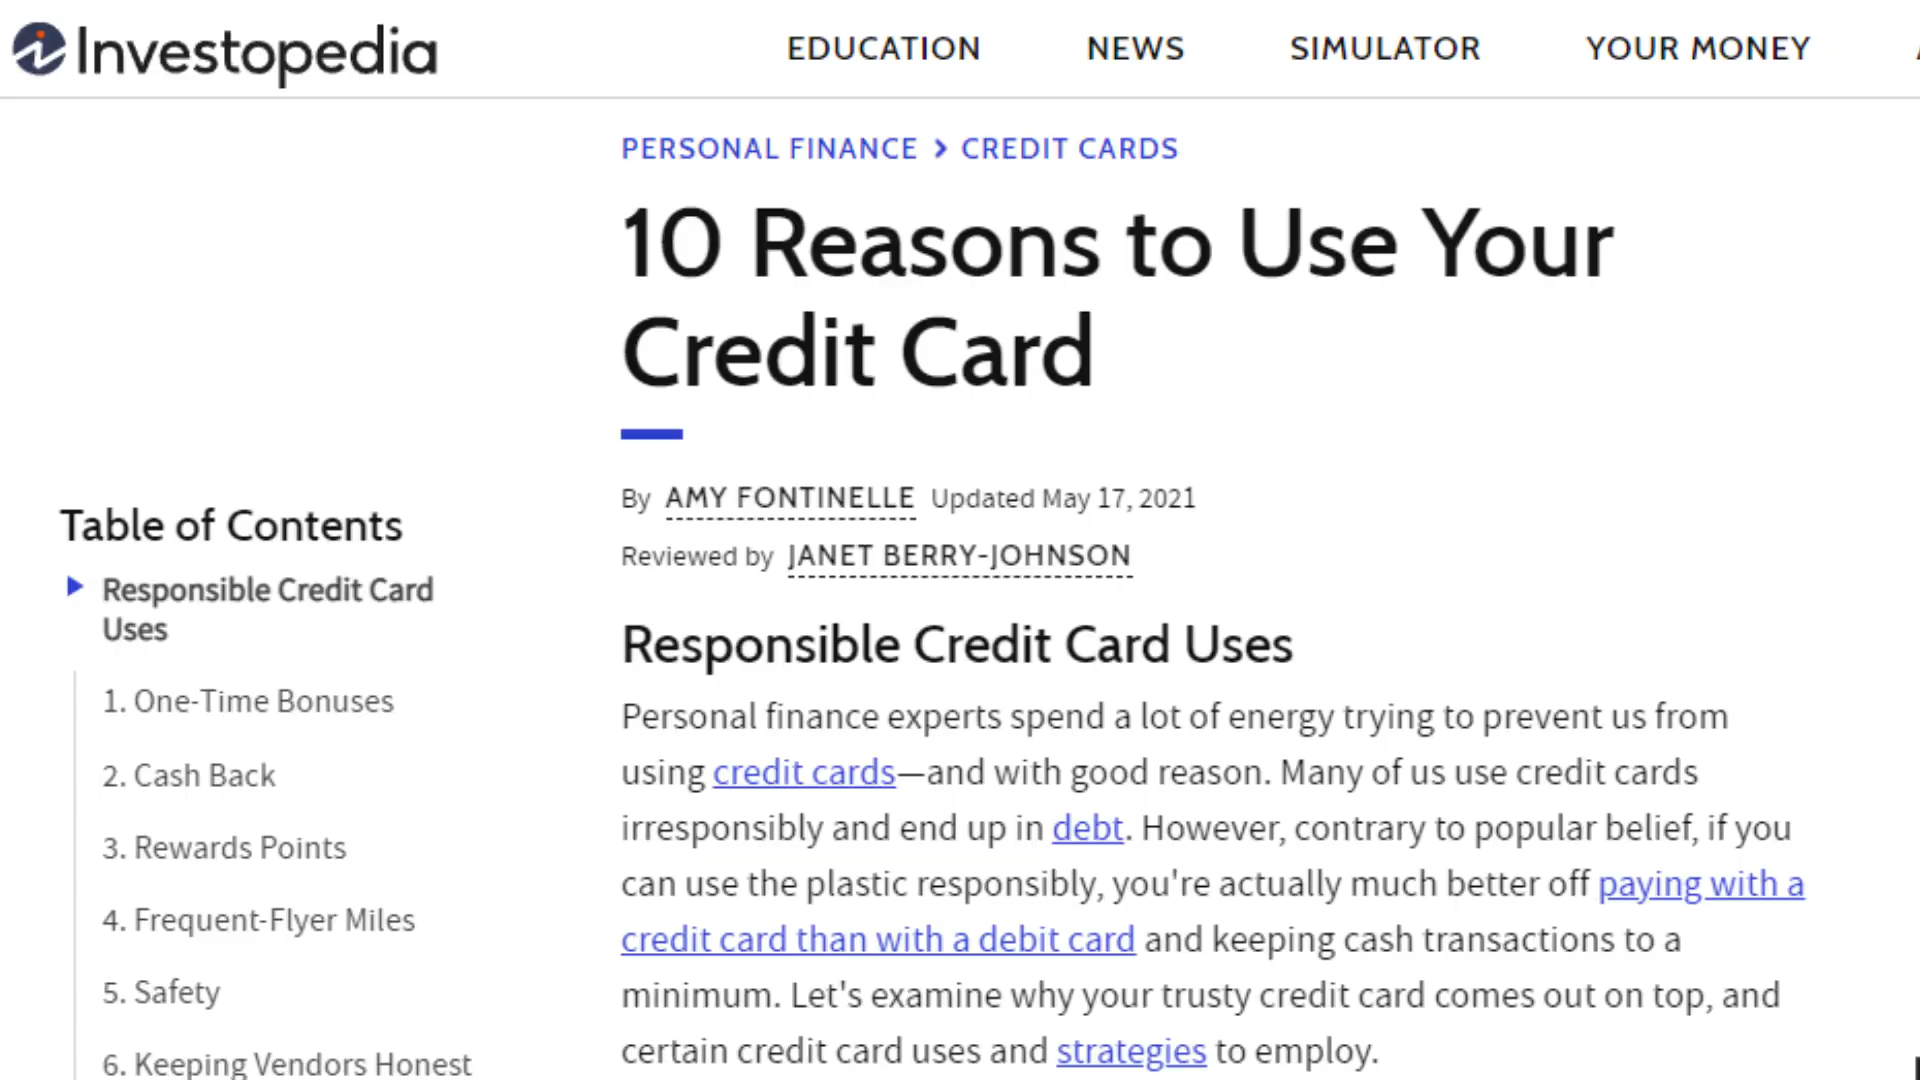 Investopedia
EDUCATION NEWS SIMULATOR YOUR MONEY
PERSONAL FINANCE > CREDIT CARDS
10 Reasons to Use Your
Credit Card
By AMY FONTINELLE Updated May 17, 2021
Reviewed by JANET BERRY-JOHNSON
Table of Contents
Responsible Credit Card
Uses
1. One-Time Bonuses
2. Cash Back
3. Rewards Points
4. Frequent-Flyer Miles
5. Safety
6. Keeping Vendors Honest
Responsible Credit Card Uses
Personal finance experts spend a lot of energy trying to prevent us from
using credit cards—and with good reason. Many of us use credit cards
irresponsibly and end up in debt. However, contrary to popular belief, if you
can use the plastic responsibly, you're actually much better off paying with a
credit card than with a debit card and keeping cash transactions to a
minimum. Let's examine why your trusty credit card comes out on top, and
certain credit card uses and strategies to employ.